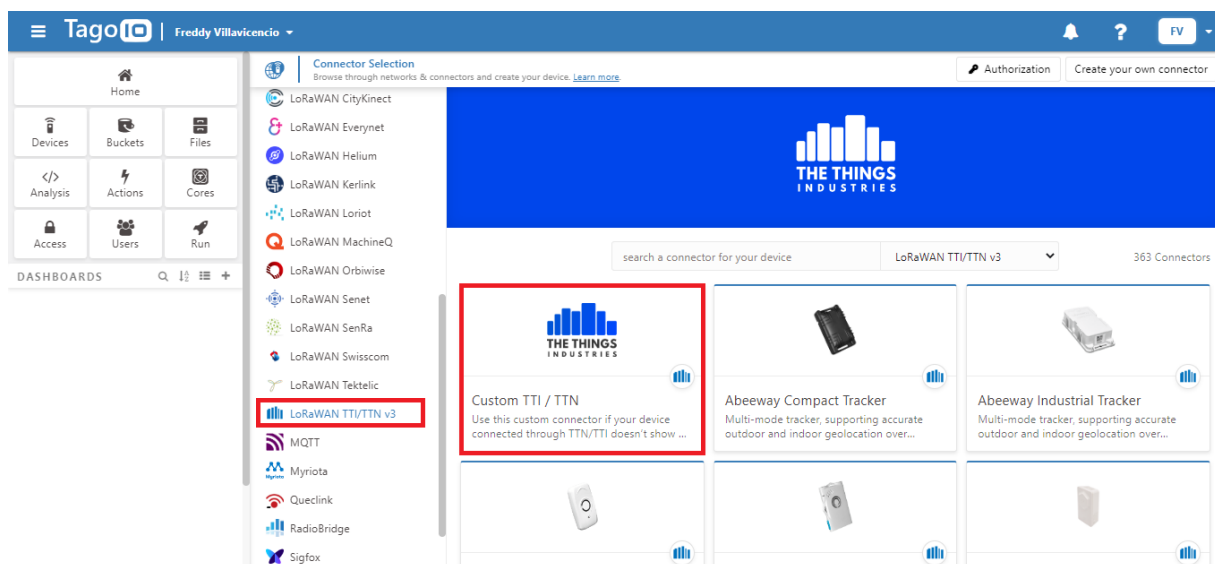 Tago IO
Freddy Villavicencio
?
FV
Home
Devices
Buckets
Files
</>
Analysis
Actions
Cores
Access
Users
Run
DASHBOARDS
Connector Selection
Browse through networks & connectors and create your device. Learn more.
Authorization
Create your own connector
LoRaWAN CityKinect
LoRaWAN Everynet
LoRaWAN Helium
LoRaWAN Kerlink
LoRaWAN Loriot
LoRaWAN MachineQ
LoRaWAN Orbiwise
LoRaWAN Senet
LoRaWAN SenRa
LoRaWAN Swisscom
LoRaWAN Tektelic
LoRaWAN TTI/TTN v3
MQTT
Myriota
Queclink
RadioBridge
Sigfox
THE THINGS
INDUSTRIES
search a connector for your device
LoRaWAN TTI/TTN v3
363 Connectors
THE THINGS
INDUSTRIES
Custom TTI / TTN
Use this custom connector if your device
connected through TTN/TTI doesn't show ...
Abeeway Compact Tracker
Multi-mode tracker, supporting accurate
outdoor and indoor geolocation over...
Abeeway Industrial Tracker
Multi-mode tracker, supporting accurate
outdoor and indoor geolocation over...